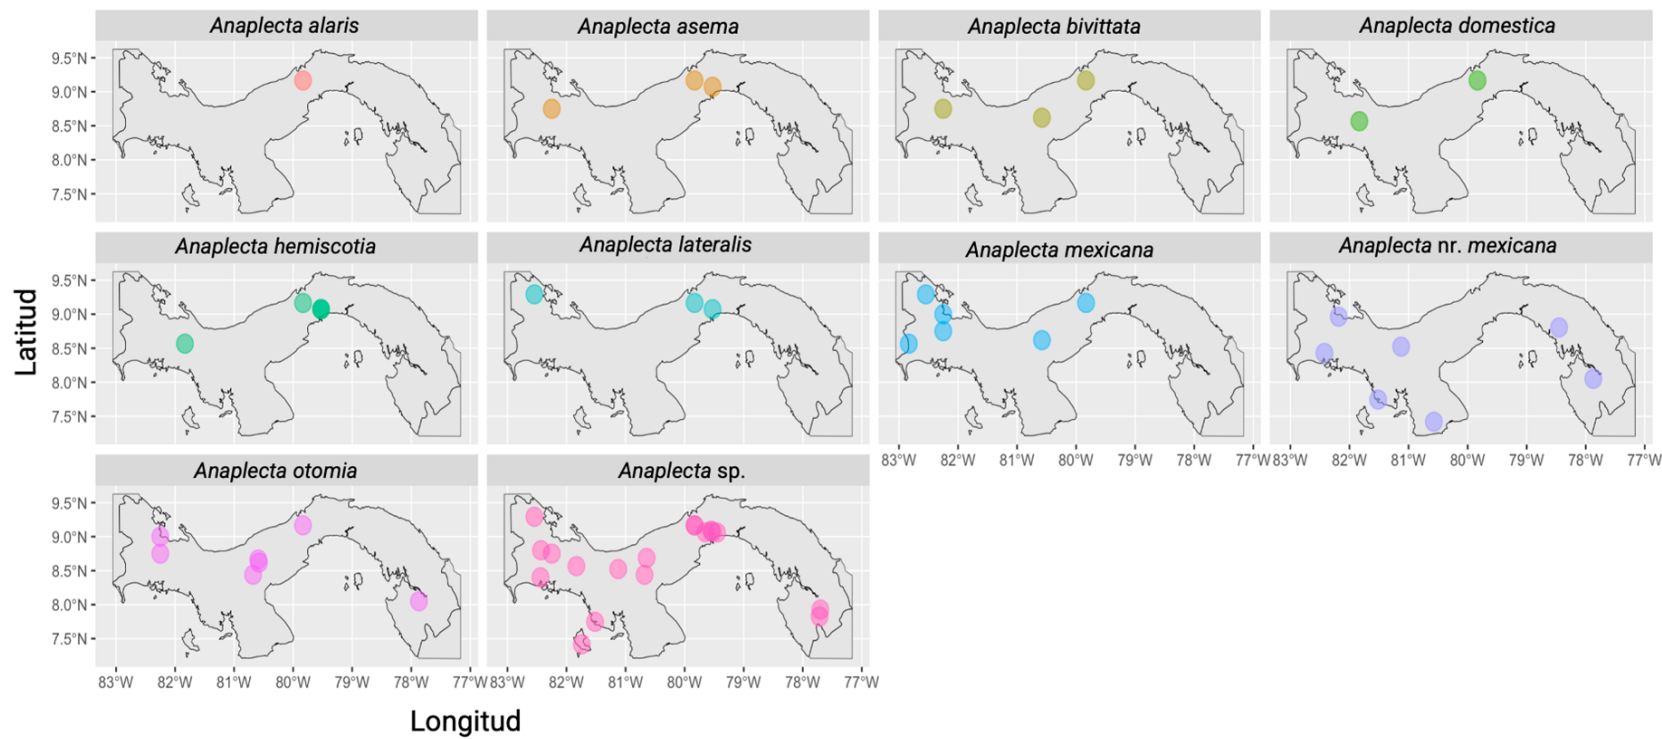 Anaplecta alaris
Anaplecta asema
Anaplecta bivittata
Anaplecta domestica
9.5°N
9.0°N
8.5°N
8.0°N
7.5°N
Anaplecta hemiscotia
Anaplecta lateralis
Anaplecta mexicana
Anaplecta nr. mexicana
9.5°N
9.0°N
8.5°N
8.0°N
7.5°N
83°W 82°W 81°W 80°W 79°W 78°W 77°W
83°W 82°W 81°W 80°W 79°W 78°W 77°W
Anaplecta otomia
Anaplecta sp.
9.5°N
9.0°N
8.5°N
8.0°N
7.5°N
83°W 82°W 81°W 80°W 79°W 78°W 77°W
83°W 82°W 81°W 80°W 79°W 78°W 77°W
Latitud
Longitud